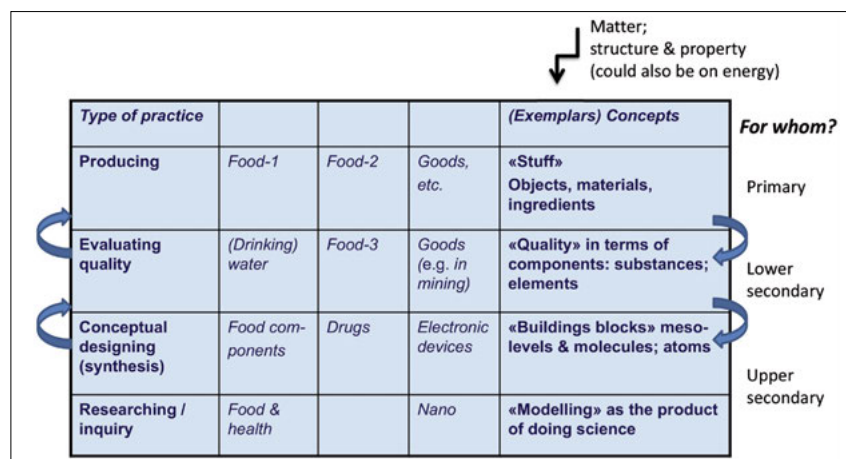 Matter;
structure & property
(could also be on energy)
Type of practice (Exemplars) Concepts
For whom?
Producing Food-1 Food-2 Goods, «Stuff»
etc. Objects, materials,
ingredients
Primary
Evaluating (Drinking) Food-3 Goods «Quality» in terms of
quality water (e.g. in components: substances;
mining) elements
Lower
secondary
Conceptual Food com- Drugs Electronic «Buildings blocks» meso-
designing ponents devices levels & molecules; atoms
(synthesis)
Upper
secondary
Researching / Food & Nano «Modelling» as the product
inquiry health of doing science